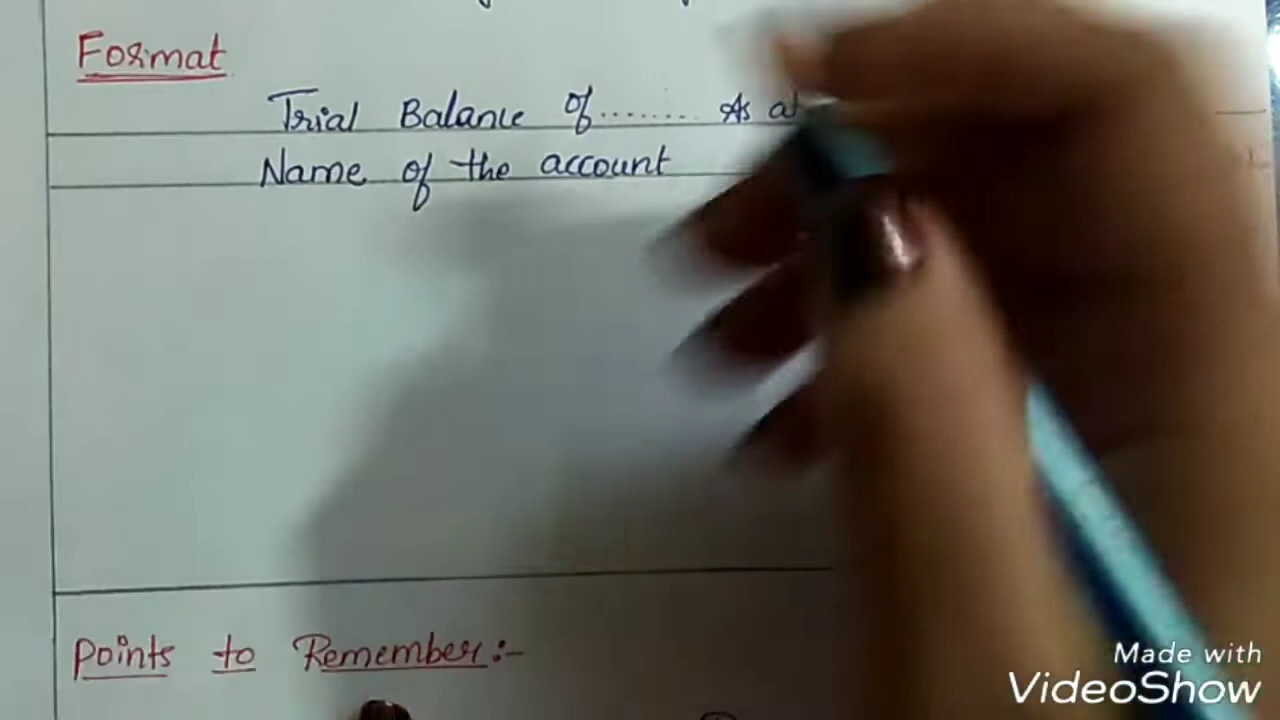 Format
Trial Balance of........ As at
Name of the account
Points to Remember:-
Made with
VideoShow